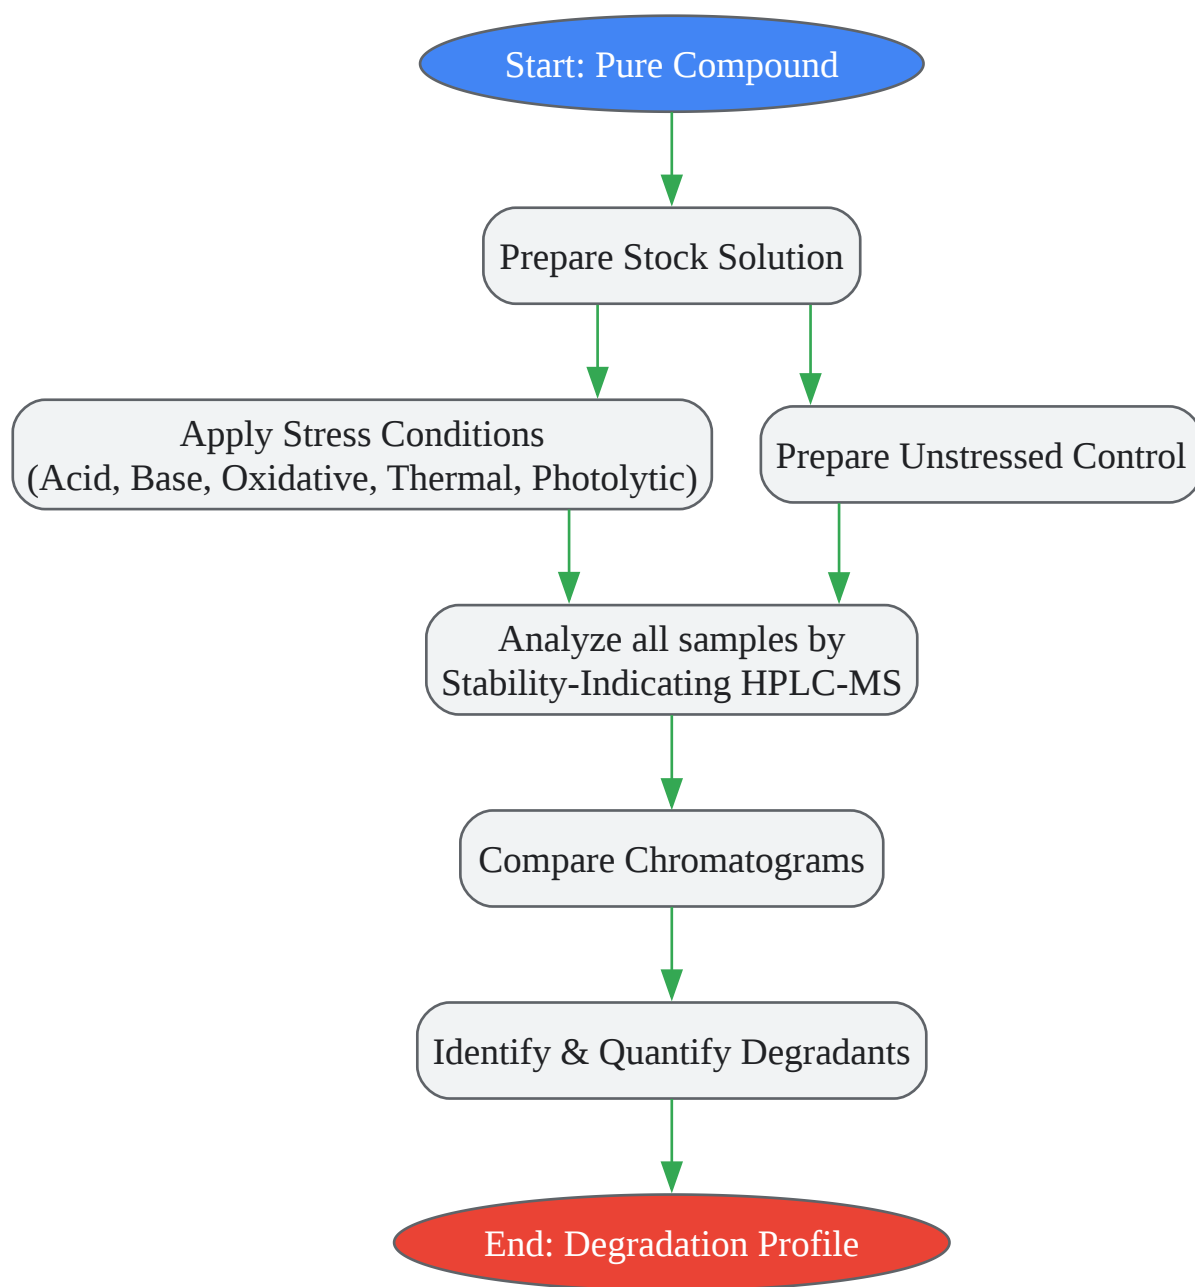 Start: Pure Compound
Prepare Stock Solution
Apply Stress Conditions
(Acid, Base, Oxidative, Thermal, Photolytic)
Prepare Unstressed Control
Analyze all samples by
Stability-Indicating HPLC-MS
Compare Chromatograms
Identify & Quantify Degradants
End: Degradation Profile